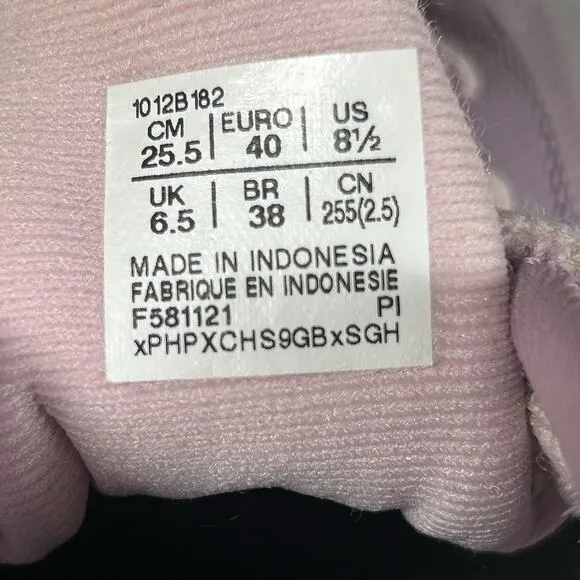 1012B182
CM | EURO | US
25.5 | 40 | 8½
UK | BR | CN
6.5 | 38 | 255(2.5)
MADE IN INDONESIA
FABRIQUE EN INDONESIE
F581121 PI
xPHPXCHS9GBxSGH